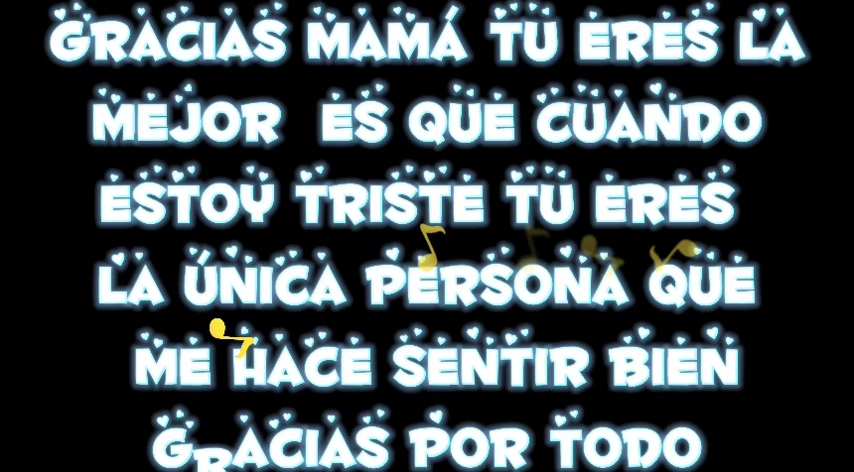 GRACIAS MAMÁ TU ERES LA
MEJOR ES QUE CUANDO
ESTOY TRISTE TU ERES
LA ÚNICA PERSONA QUE
ME HACE SENTIR BIEN
GRACIAS POR TODO